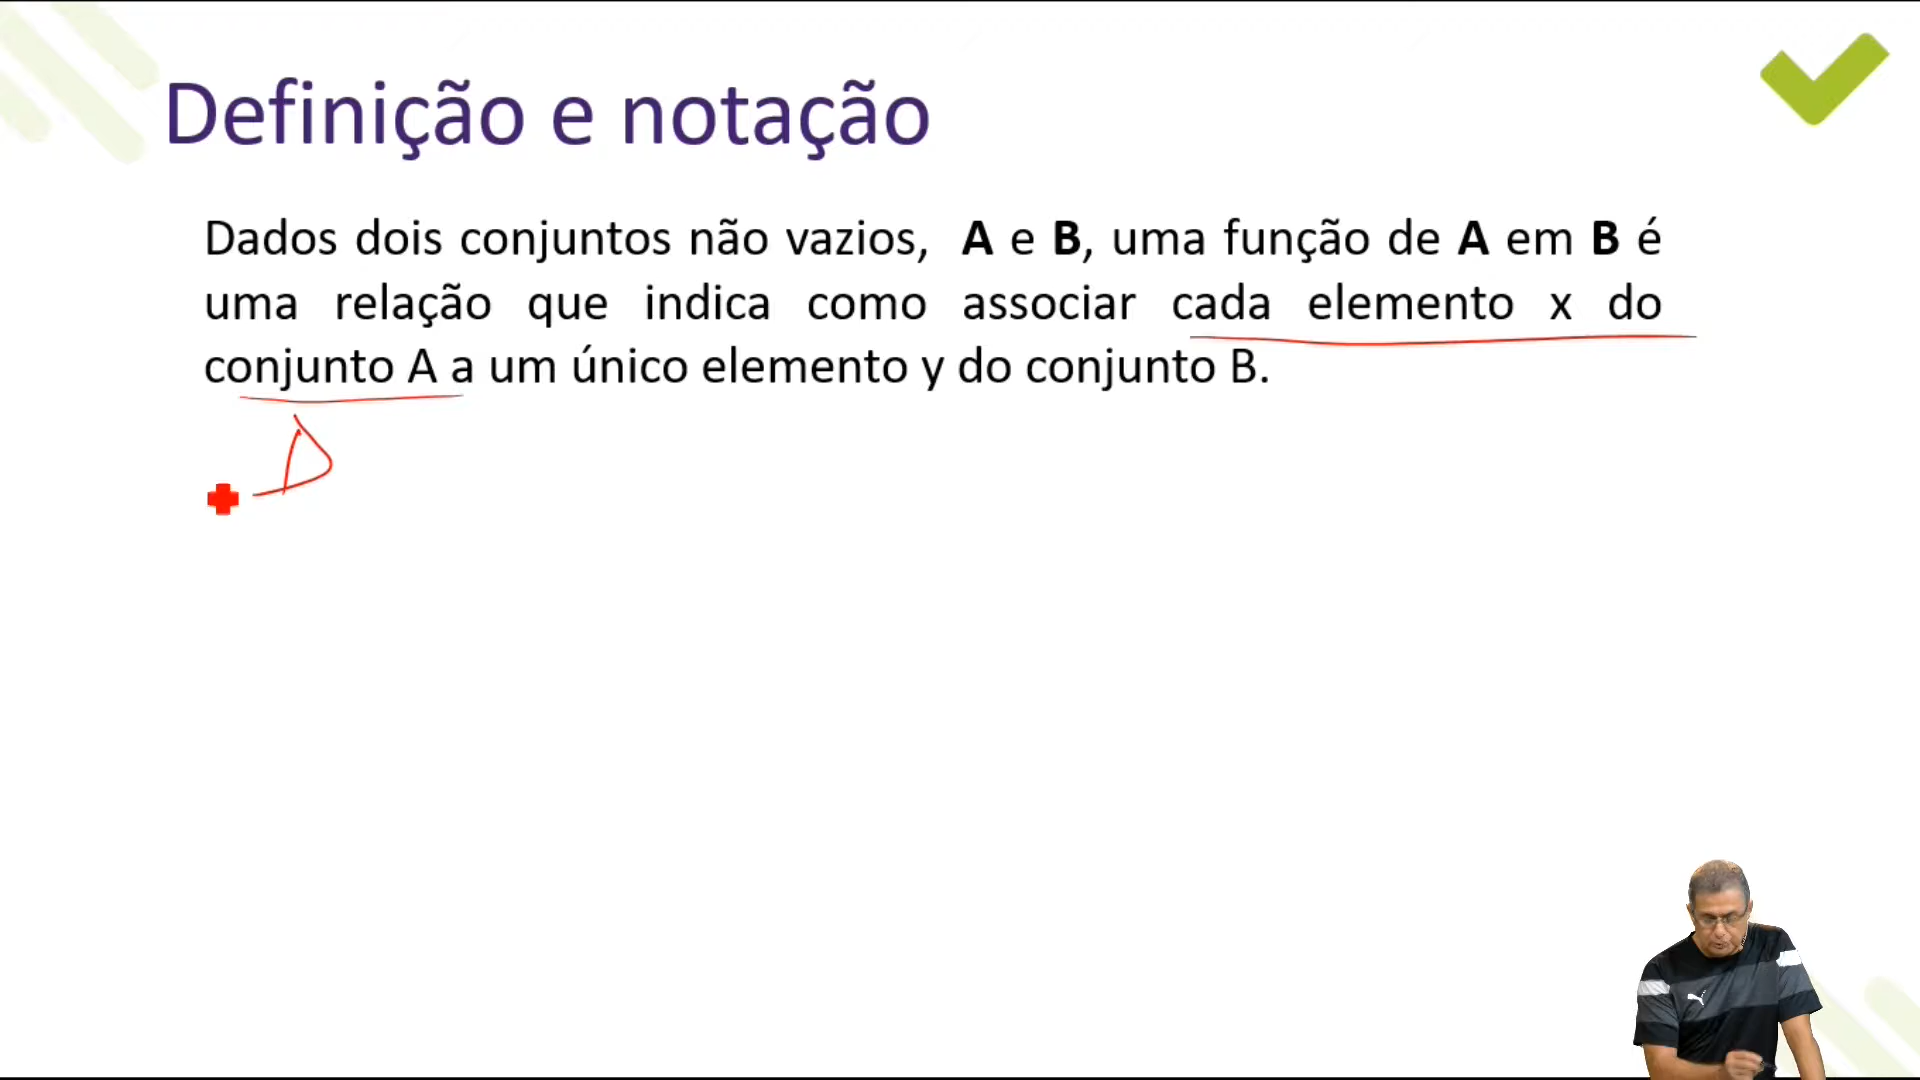 Definição e notação
Dados dois conjuntos não vazios, A e B, uma função de A em B é
uma relação que indica como associar cada elemento x do
conjunto A a um único elemento y do conjunto B.
D